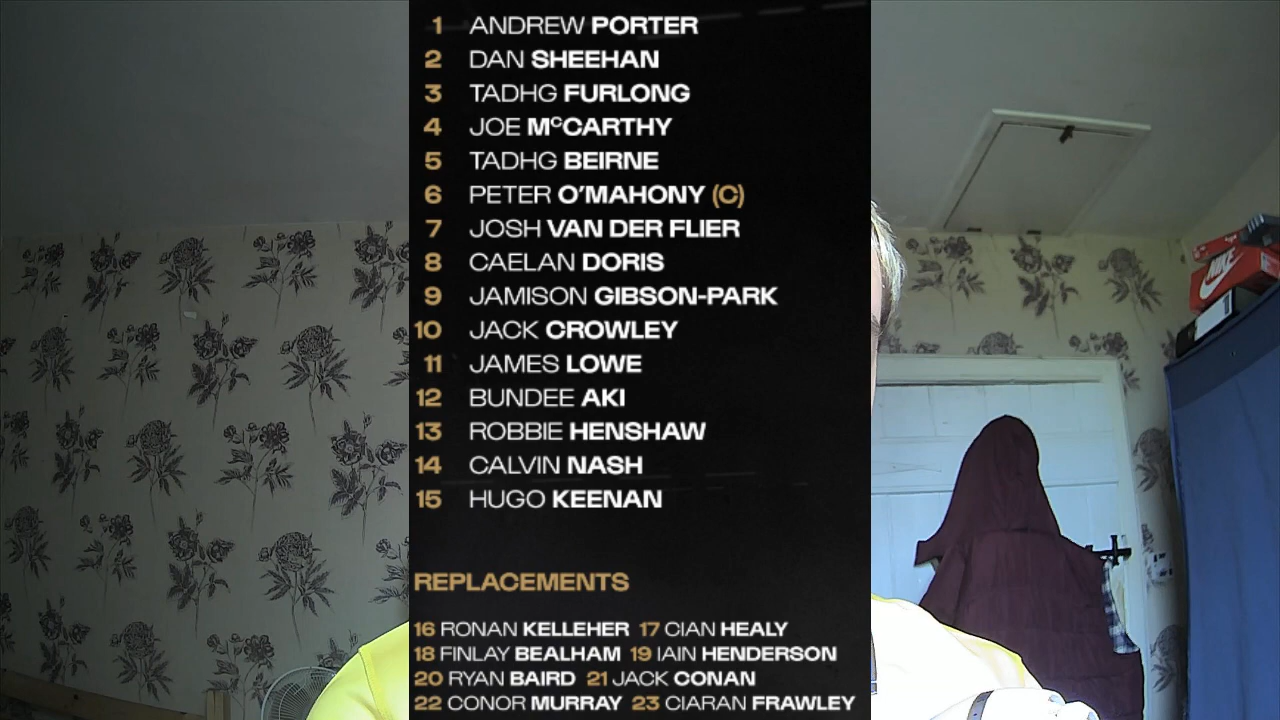 1 ANDREW PORTER
2 DAN SHEEHAN
3 TADHG FURLONG
4 JOE McCARTHY
5 TADHG BEIRNE
6 PETER O'MAHONY (C)
7 JOSH VAN DER FLIER
8 CAELAN DORIS
9 JAMISON GIBSON-PARK
10 JACK CROWLEY
11 JAMES LOWE
12 BUNDEE AKI
13 ROBBIE HENSHAW
14 CALVIN NASH
15 HUGO KEENAN
REPLACEMENTS
16 RONAN KELLEHER 17 CIAN HEALY
18 FINLAY BEALHAM 19 IAIN HENDERSON
20 RYAN BAIRD 21 JACK CONAN
22 CONOR MURRAY 23 CIARAN FRAWLEY
NIKE